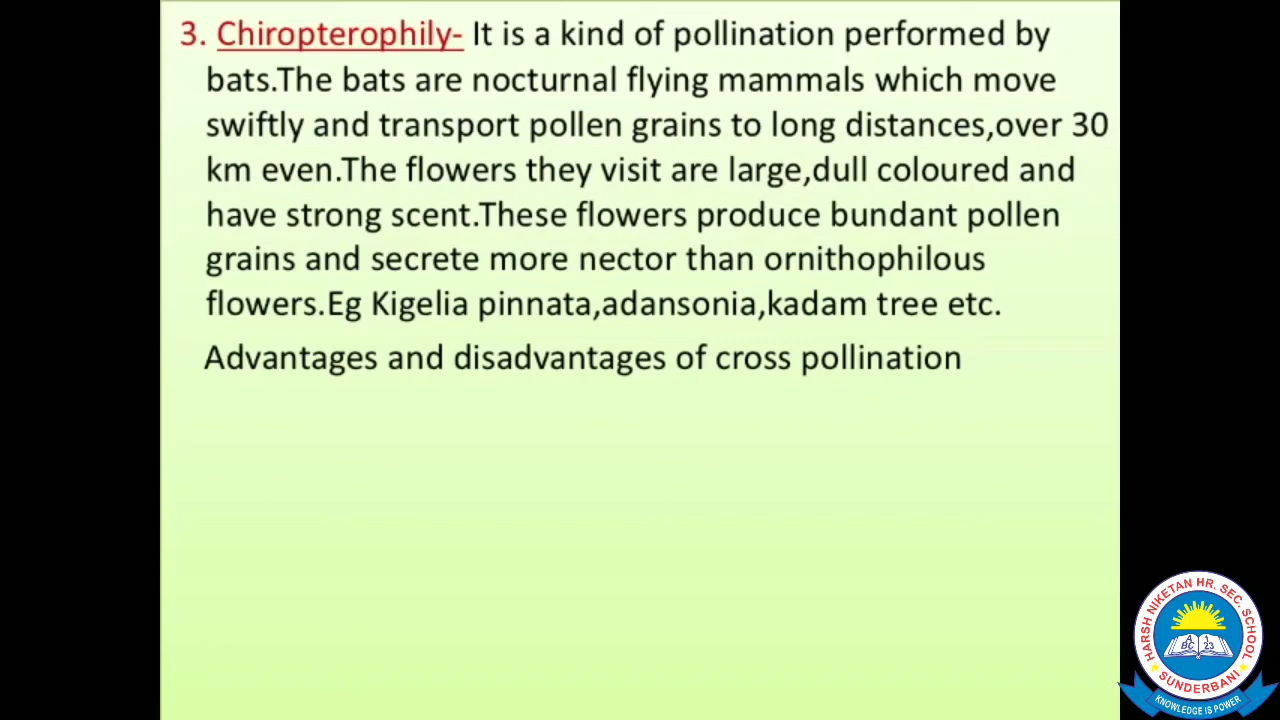 3. Chiropterophily- It is a kind of pollination performed by
bats.The bats are nocturnal flying mammals which move
swiftly and transport pollen grains to long distances,over 30
km even.The flowers they visit are large,dull coloured and
have strong scent.These flowers produce bundant pollen
grains and secrete more nector than ornithophilous
flowers.Eg Kigelia pinnata,adansonia,kadam tree etc.
Advantages and disadvantages of cross pollination
HARSH NIKETAN HR. SEC. SCHOOL
A
BC
1
23
SUNDERBANI
KNOWLEDGE IS POWER